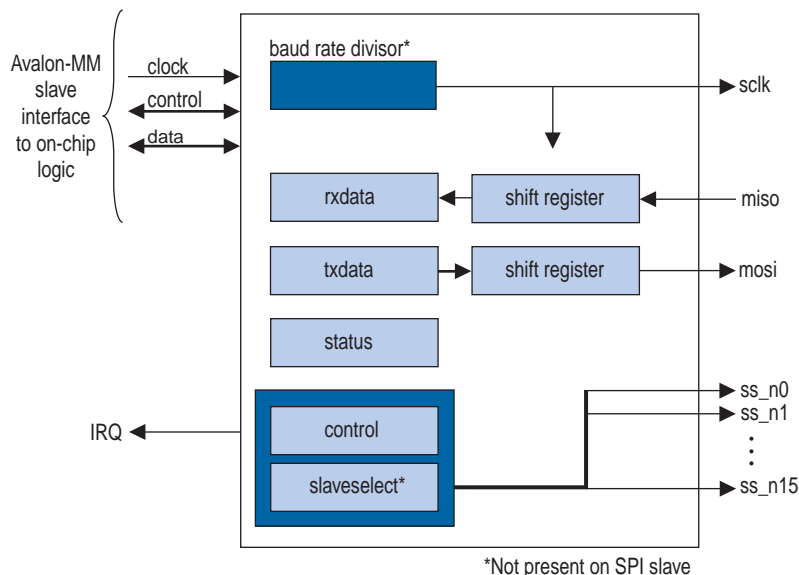 Avalon-MM
slave
interface
to on-chip
logic
clock
control
data
baud rate divisor*
sclk
rxdata
shift register
miso
txdata
shift register
mosi
status
IRQ
control
slaveselect*
ss_n0
ss_n1
ss_n15
*Not present on SPI slave